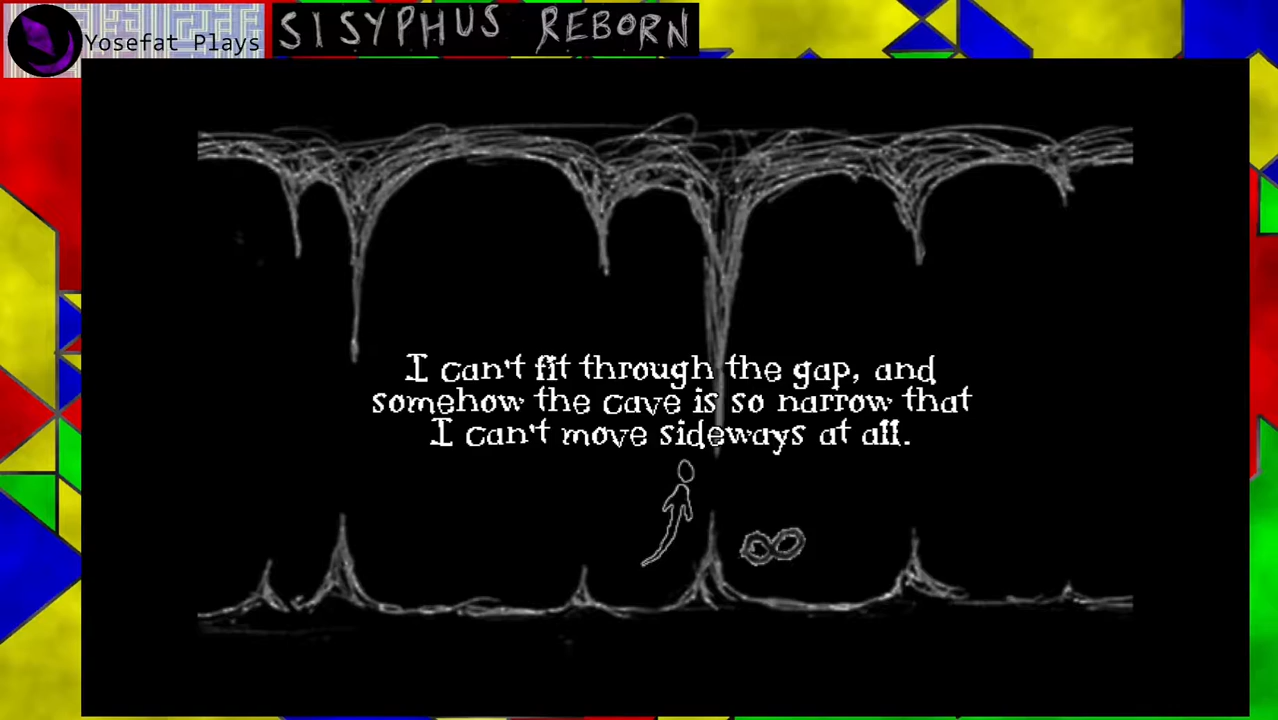 Yosefat Plays
SISYPHUS REBORN
I can't fit through the gap, and
somehow the cave is so narrow that
I can't move sideways at all.